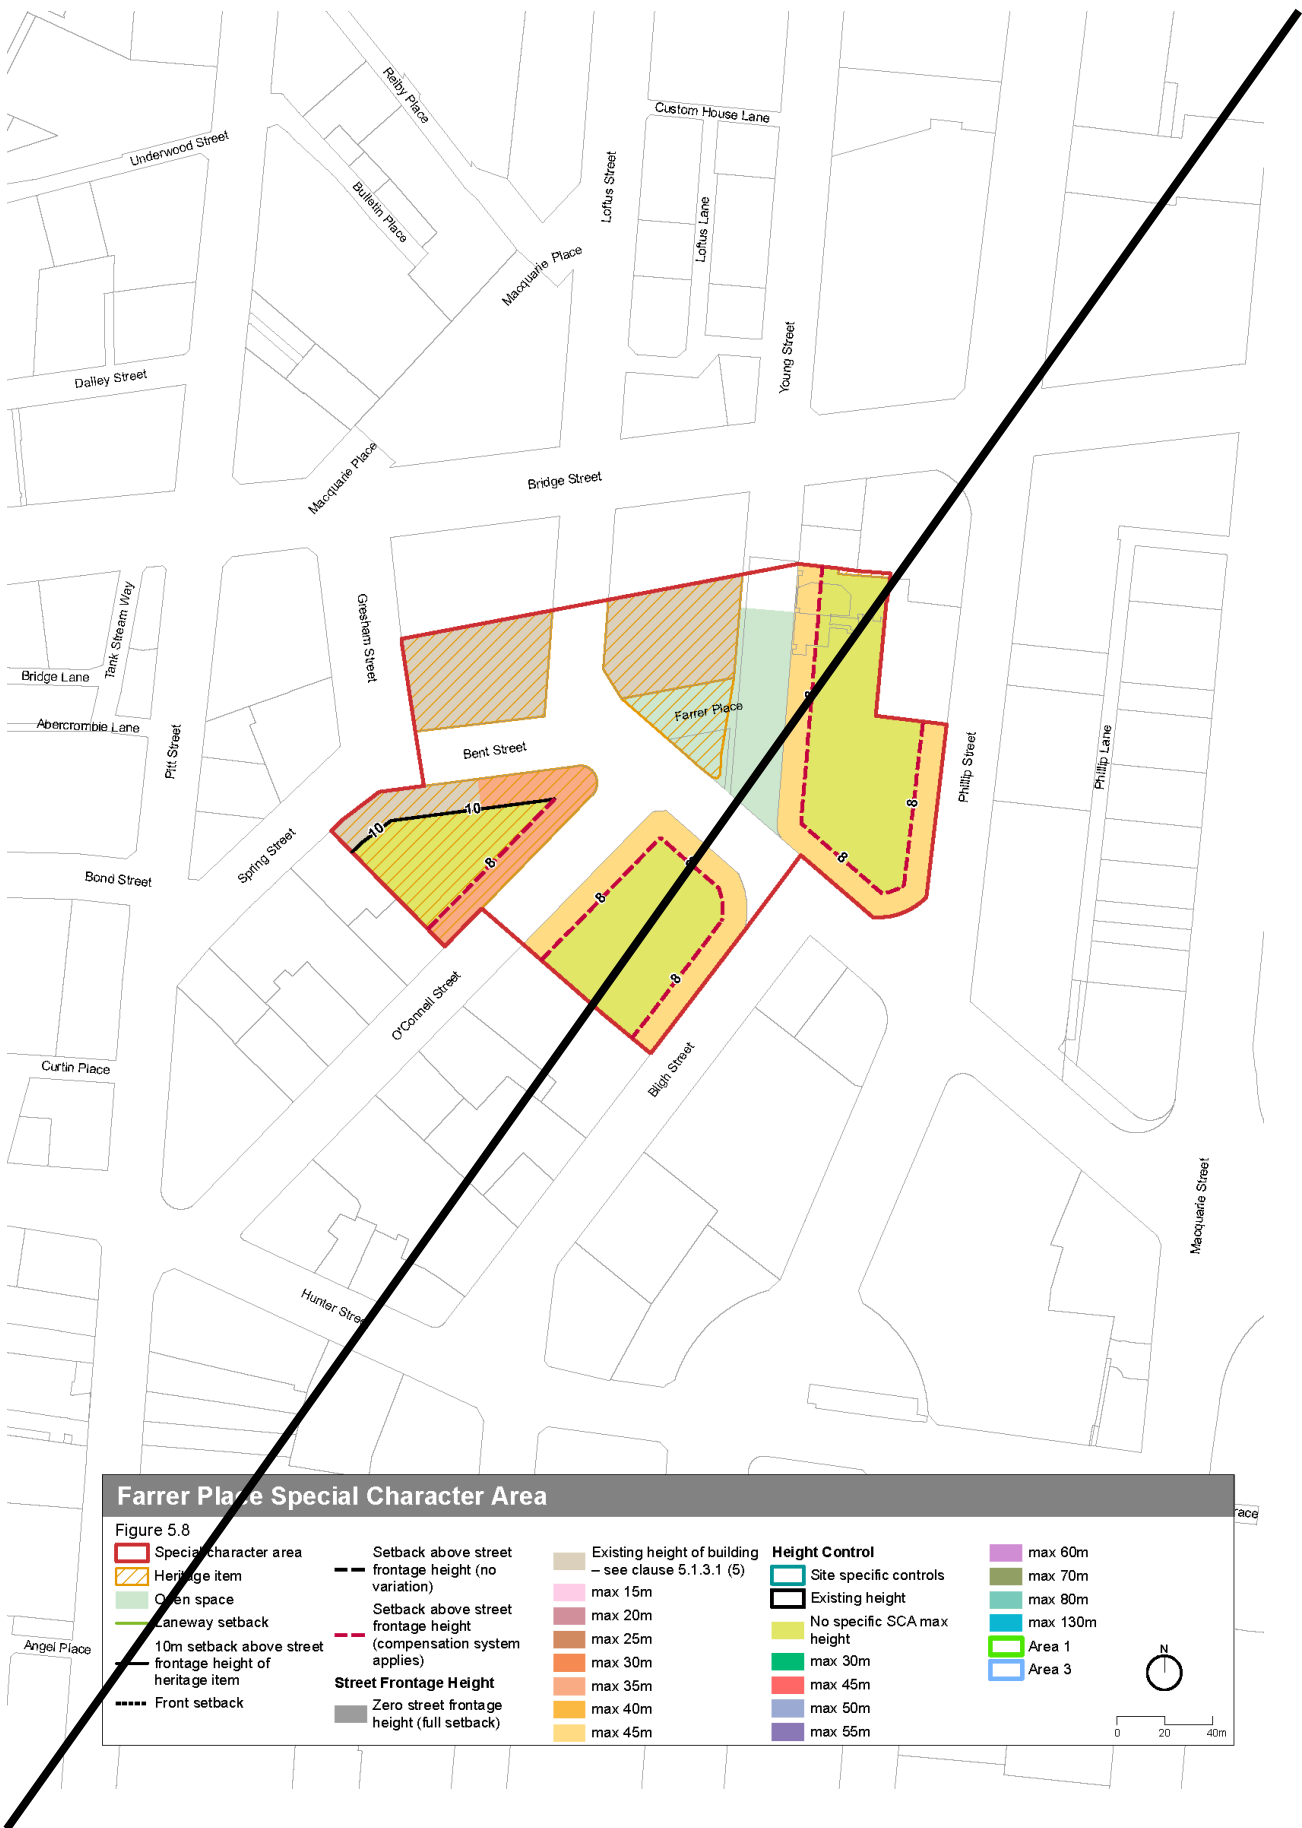 Reiby Place
Custom House Lane
Underwood Street
Loftus Street
Bulletin Place
Loftus Lane
Macquarie Place
Young Street
Dalley Street
Macquarie Place
Bridge Street
Tank Stream Way
Gresham Street
Bridge Lane
Farrer Place
8
Abercrombie Lane
Pitt Street
Bent Street
Phillip Street
Phillip Lane
10
10
8
Spring Street
8
8
8
Bond Street
8
8
O'Connell Street
Bligh Street
Curtin Place
Macquarie Street
Hunter Stree
Farrer Place Special Character Area
race
Figure 5.8
Special character area
Heritage item
Open space
Laneway setback
10m setback above street
frontage height of
heritage item
Front setback
Setback above street
frontage height (no
variation)
Setback above street
frontage height
(compensation system
applies)
Street Frontage Height
Zero street frontage
height (full setback)
Existing height of building
– see clause 5.1.3.1 (5)
max 15m
max 20m
max 25m
max 30m
max 35m
max 40m
max 45m
Height Control
Site specific controls
Existing height
No specific SCA max
height
max 30m
max 45m
max 50m
max 55m
max 60m
max 70m
max 80m
max 130m
Area 1
Area 3
N
0 20 40m
Angel Place